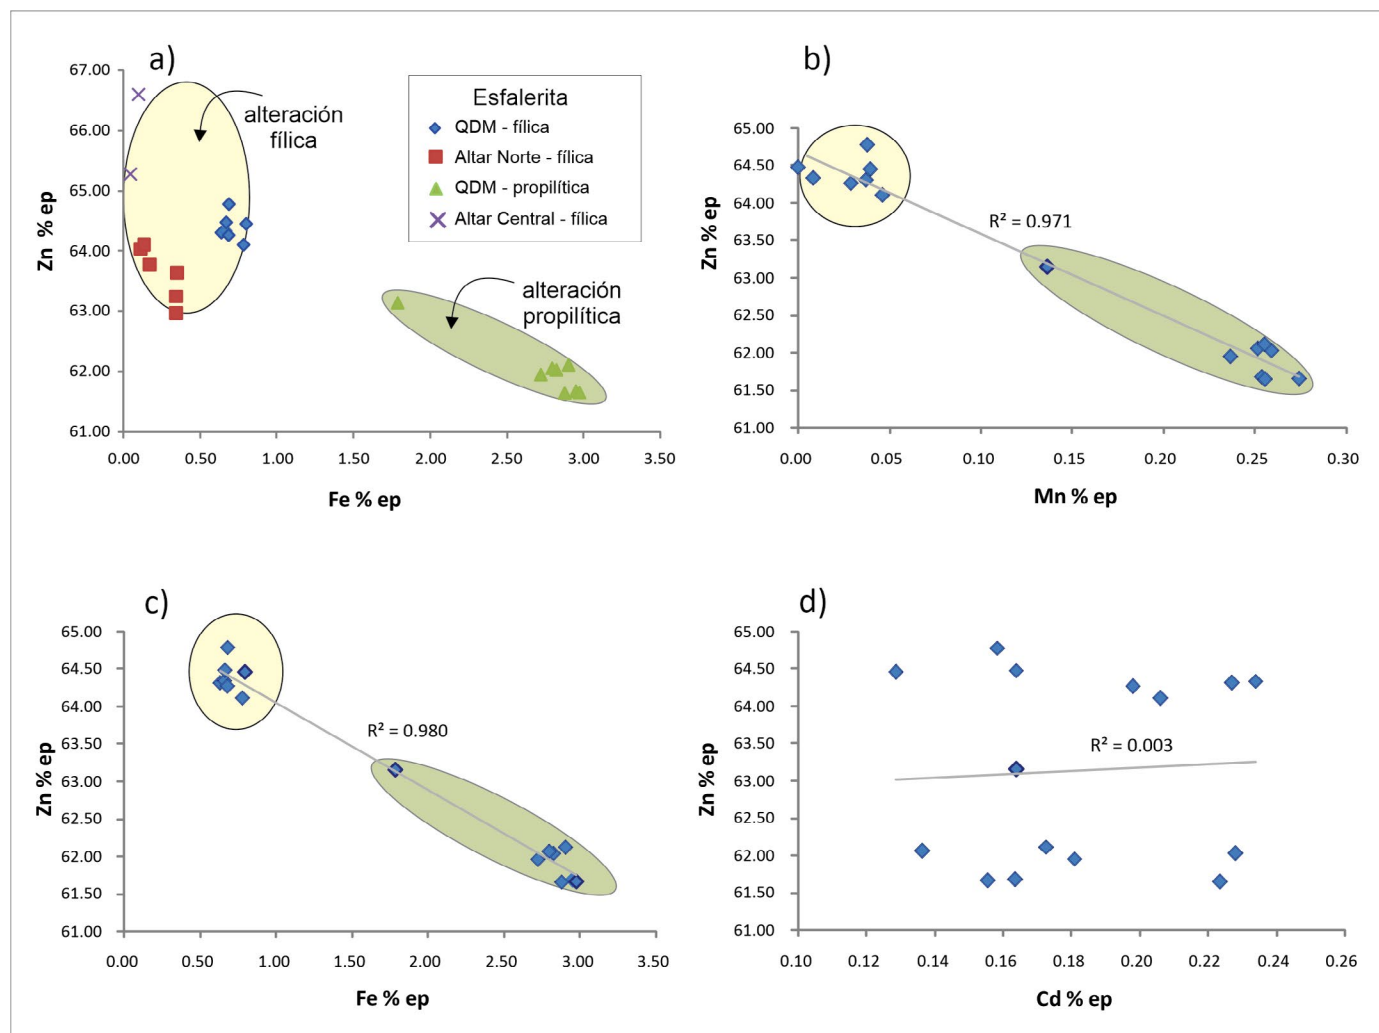 a)
67.00
66.00
65.00
64.00
63.00
62.00
61.00
Zn % ep
0.00 0.50 1.00 1.50 2.00 2.50 3.00 3.50
Fe % ep
alteración
fílica
Esfalerita
QDM - fílica
Altar Norte - fílica
QDM - propilítica
Altar Central - fílica
alteración
propilítica
b)
65.00
64.50
64.00
63.50
63.00
62.50
62.00
61.50
61.00
Zn % ep
R² = 0.971
0.00 0.05 0.10 0.15 0.20 0.25 0.30
Mn % ep
c)
65.00
64.50
64.00
63.50
63.00
62.50
62.00
61.50
61.00
Zn % ep
R² = 0.980
0.00 0.50 1.00 1.50 2.00 2.50 3.00 3.50
Fe % ep
d)
65.00
64.50
64.00
63.50
63.00
62.50
62.00
61.50
61.00
Zn % ep
R² = 0.003
0.10 0.12 0.14 0.16 0.18 0.20 0.22 0.24 0.26
Cd % ep